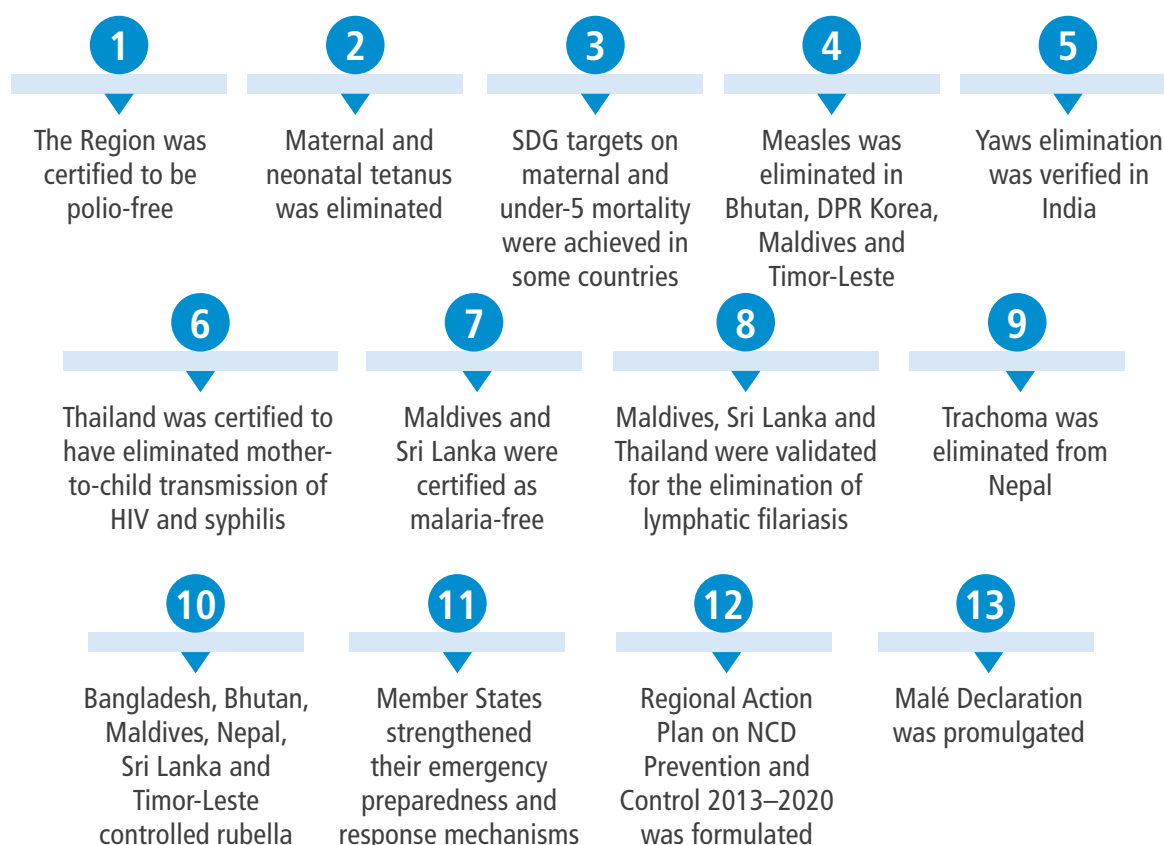 1
The Region was
certified to be
polio-free
2
Maternal and
neonatal tetanus
was eliminated
3
SDG targets on
maternal and
under-5 mortality
were achieved in
some countries
4
Measles was
eliminated in
Bhutan, DPR Korea,
Maldives and
Timor-Leste
5
Yaws elimination
was verified in
India
6
Thailand was certified to
have eliminated mother-
to-child transmission of
HIV and syphilis
7
Maldives and
Sri Lanka were
certified as
malaria-free
8
Maldives, Sri Lanka and
Thailand were validated
for the elimination of
lymphatic filariasis
9
Trachoma was
eliminated from
Nepal
10
Bangladesh, Bhutan,
Maldives, Nepal,
Sri Lanka and
Timor-Leste
controlled rubella
11
Member States
strengthened
their emergency
preparedness and
response mechanisms
12
Regional Action
Plan on NCD
Prevention and
Control 2013–2020
was formulated
13
Malé Declaration
was promulgated